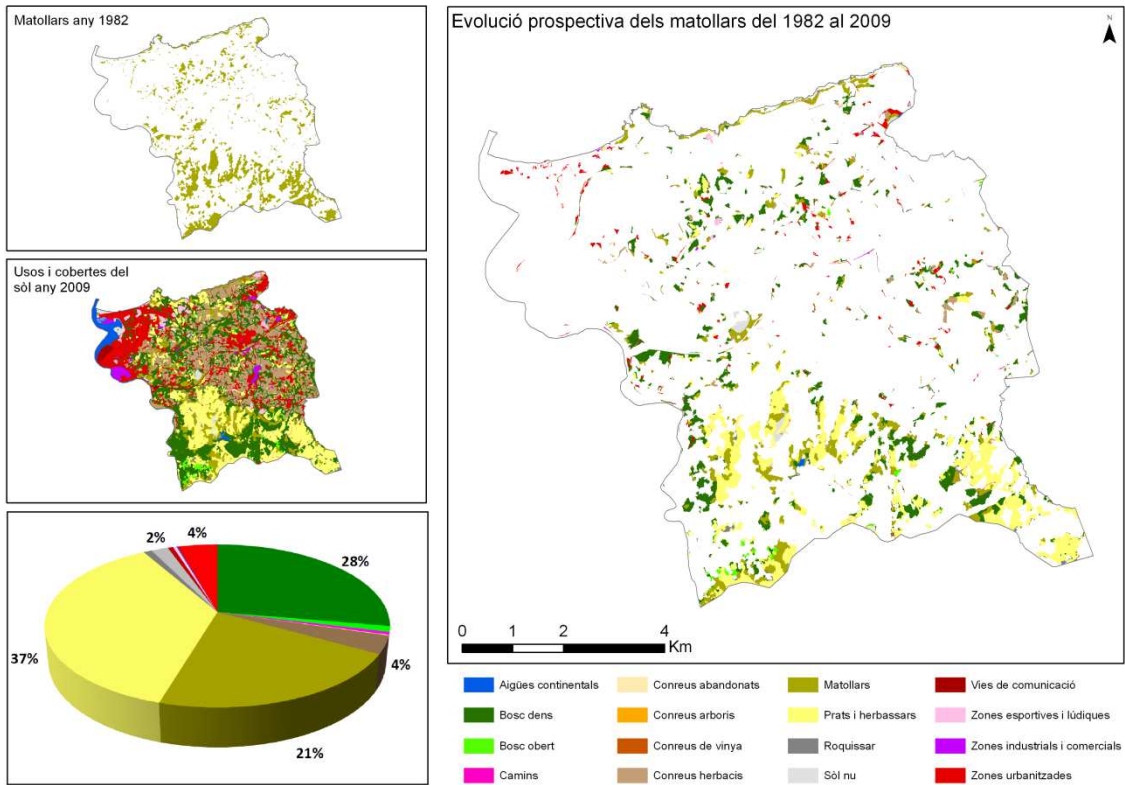 Matollars any 1982
Usos i cobertes del
sòl any 2009
2%
4%
28%
37%
4%
21%
Evolució prospectiva dels matollars del 1982 al 2009
N
0 1 2 4
Km
Aigües continentals
Bosc dens
Bosc obert
Camins
Conreus abandonats
Conreus arboris
Conreus de vinya
Conreus herbacis
Matollars
Prats i herbassars
Roquissar
Sòl nu
Vies de comunicació
Zones esportives i lúdiques
Zones industrials i comercials
Zones urbanitzades